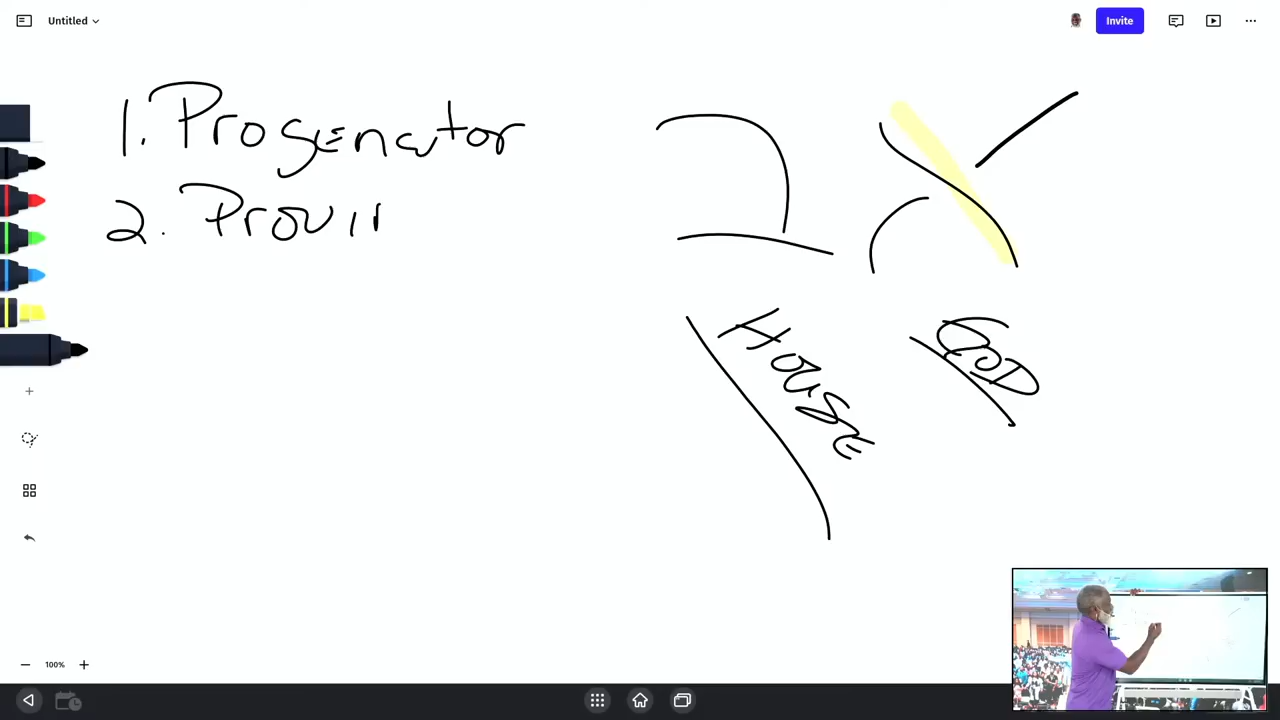 Untitled
Invite
1. Progenator
2. Provi
House
GOD
100%